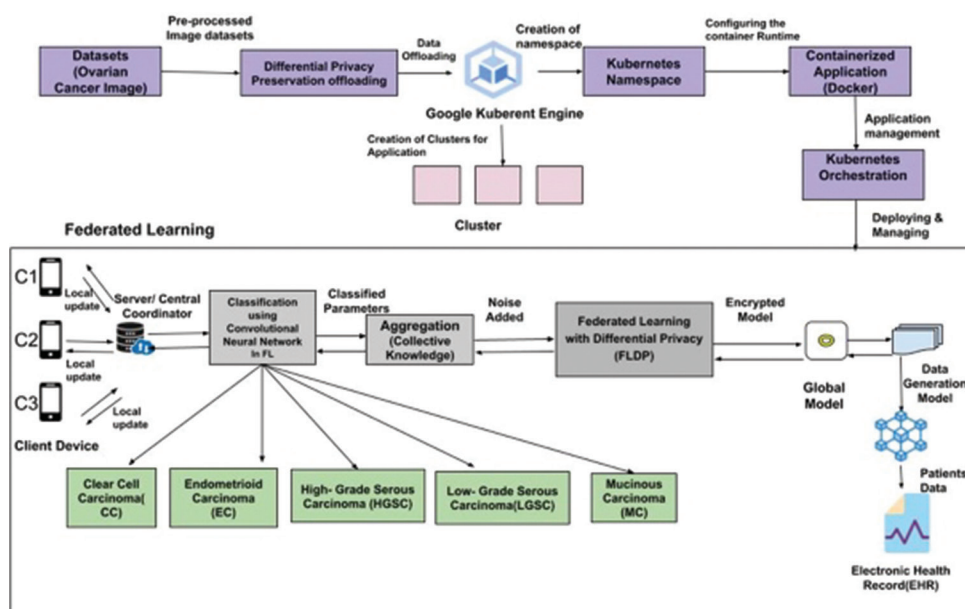 Pre-processed
Image datasets
Data
Offloading
Creation of
namespace
Configuring the
container Runtime
Datasets
(Ovarian
Cancer Image)
Differential Privacy
Preservation offloading
Kubernetes
Namespace
Containerized
Application
(Docker)
Google Kuberent Engine
Creation of Clusters for
Application
Application
management
Kubernetes
Orchestration
Cluster
Deploying &
Managing
Federated Learning
C1
Local
update
Server/ Central
Coordinator
Classification
using
Convolutional
Neural Network
In FL
Classified
Parameters
Aggregation
(Collective
Knowledge)
Noise
Added
Federated Learning
with Differential Privacy
(FLDP)
Encrypted
Model
C2
Local
update
Global
Model
Data
Generation
Model
C3
Local
update
Client Device
Clear Cell
Carcinoma(
CC)
Endometrioid
Carcinoma
(EC)
High- Grade Serous
Carcinoma (HGSC)
Low- Grade Serous
Carcinoma(LGSC)
Mucinous
Carcinoma
(MC)
Patients
Data
Electronic Health
Record(EHR)